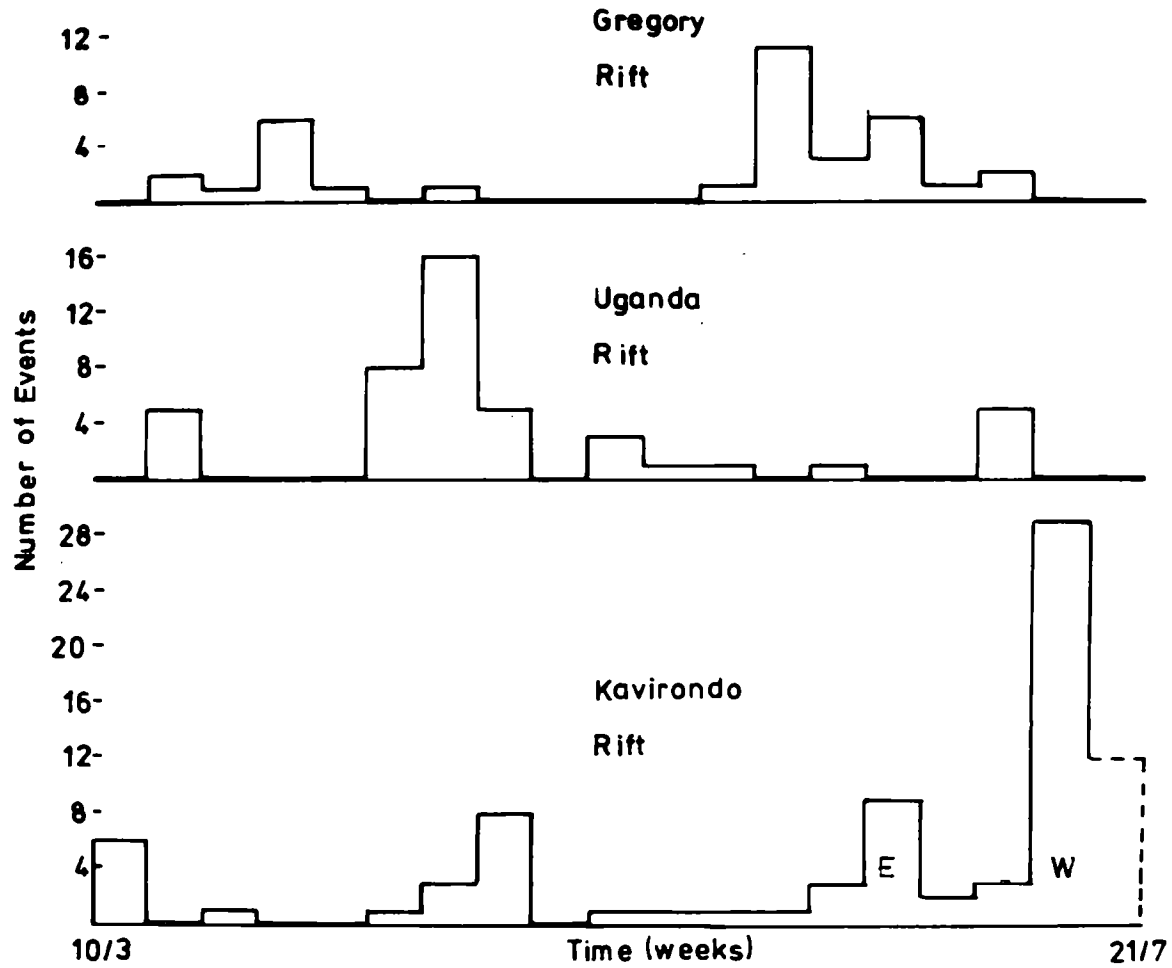 Gregory
Rift
12
8
4
Uganda
Rift
16
12
8
4
Number of Events
Kavirondo
Rift
28
24
20
16
12
8
4
E
W
10/3
Time (weeks)
21/7